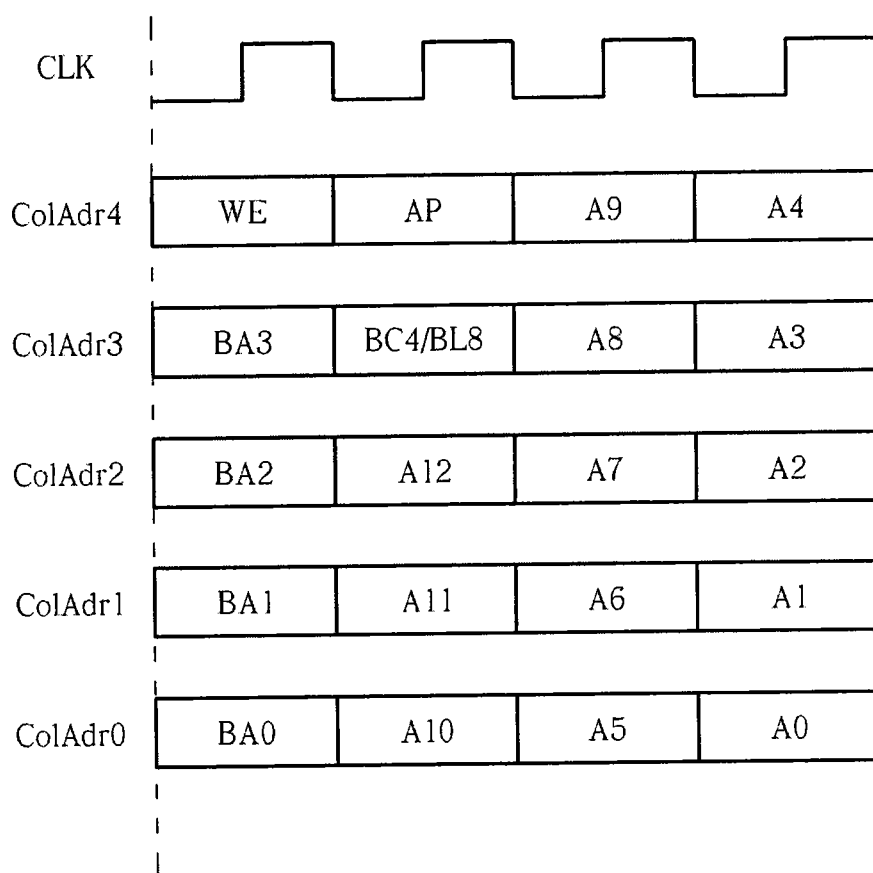 CLK
ColAdr4 WE AP A9 A4
ColAdr3 BA3 BC4/BL8 A8 A3
ColAdr2 BA2 A12 A7 A2
ColAdr1 BA1 A11 A6 A1
ColAdr0 BA0 A10 A5 A0